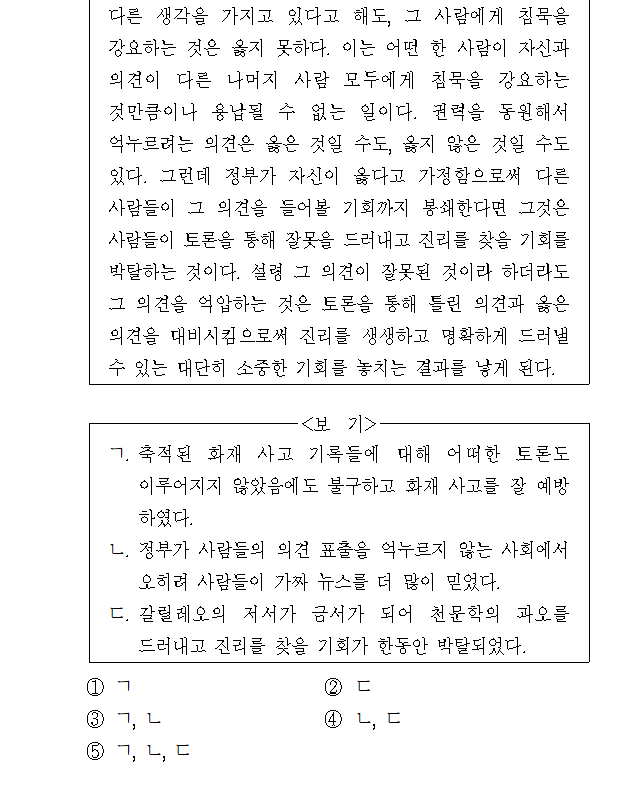 다른 생각을 가지고 있다고 해도, 그 사람에게 침묵을
강요하는 것은 옳지 못하다. 이는 어떤 한 사람이 자신과
의견이 다른 나머지 사람 모두에게 침묵을 강요하는
것만큼이나 용납될 수 없는 일이다. 권력을 동원해서
억누르려는 의견은 옳은 것일 수도, 옳지 않은 것일 수도
있다. 그런데 정부가 자신이 옳다고 가정함으로써 다른
사람들이 그 의견을 들어볼 기회까지 봉쇄한다면 그것은
사람들이 토론을 통해 잘못을 드러내고 진리를 찾을 기회를
박탈하는 것이다. 설령 그 의견이 잘못된 것이라 하더라도
그 의견을 억압하는 것은 토론을 통해 틀린 의견과 옳은
의견을 대비시킴으로써 진리를 생생하고 명확하게 드러낼
수 있는 대단히 소중한 기회를 놓치는 결과를 낳게 된다.
<보 기>
ㄱ. 축적된 화재 사고 기록들에 대해 어떠한 토론도
이루어지지 않았음에도 불구하고 화재 사고를 잘 예방
하였다.
ㄴ. 정부가 사람들의 의견 표출을 억누르지 않는 사회에서
오히려 사람들이 가짜 뉴스를 더 많이 믿었다.
ㄷ. 갈릴레오의 저서가 금서가 되어 천문학의 과오를
드러내고 진리를 찾을 기회가 한동안 박탈되었다.
① ㄱ ② ㄷ
③ ㄱ, ㄴ ④ ㄴ, ㄷ
⑤ ㄱ, ㄴ, ㄷ